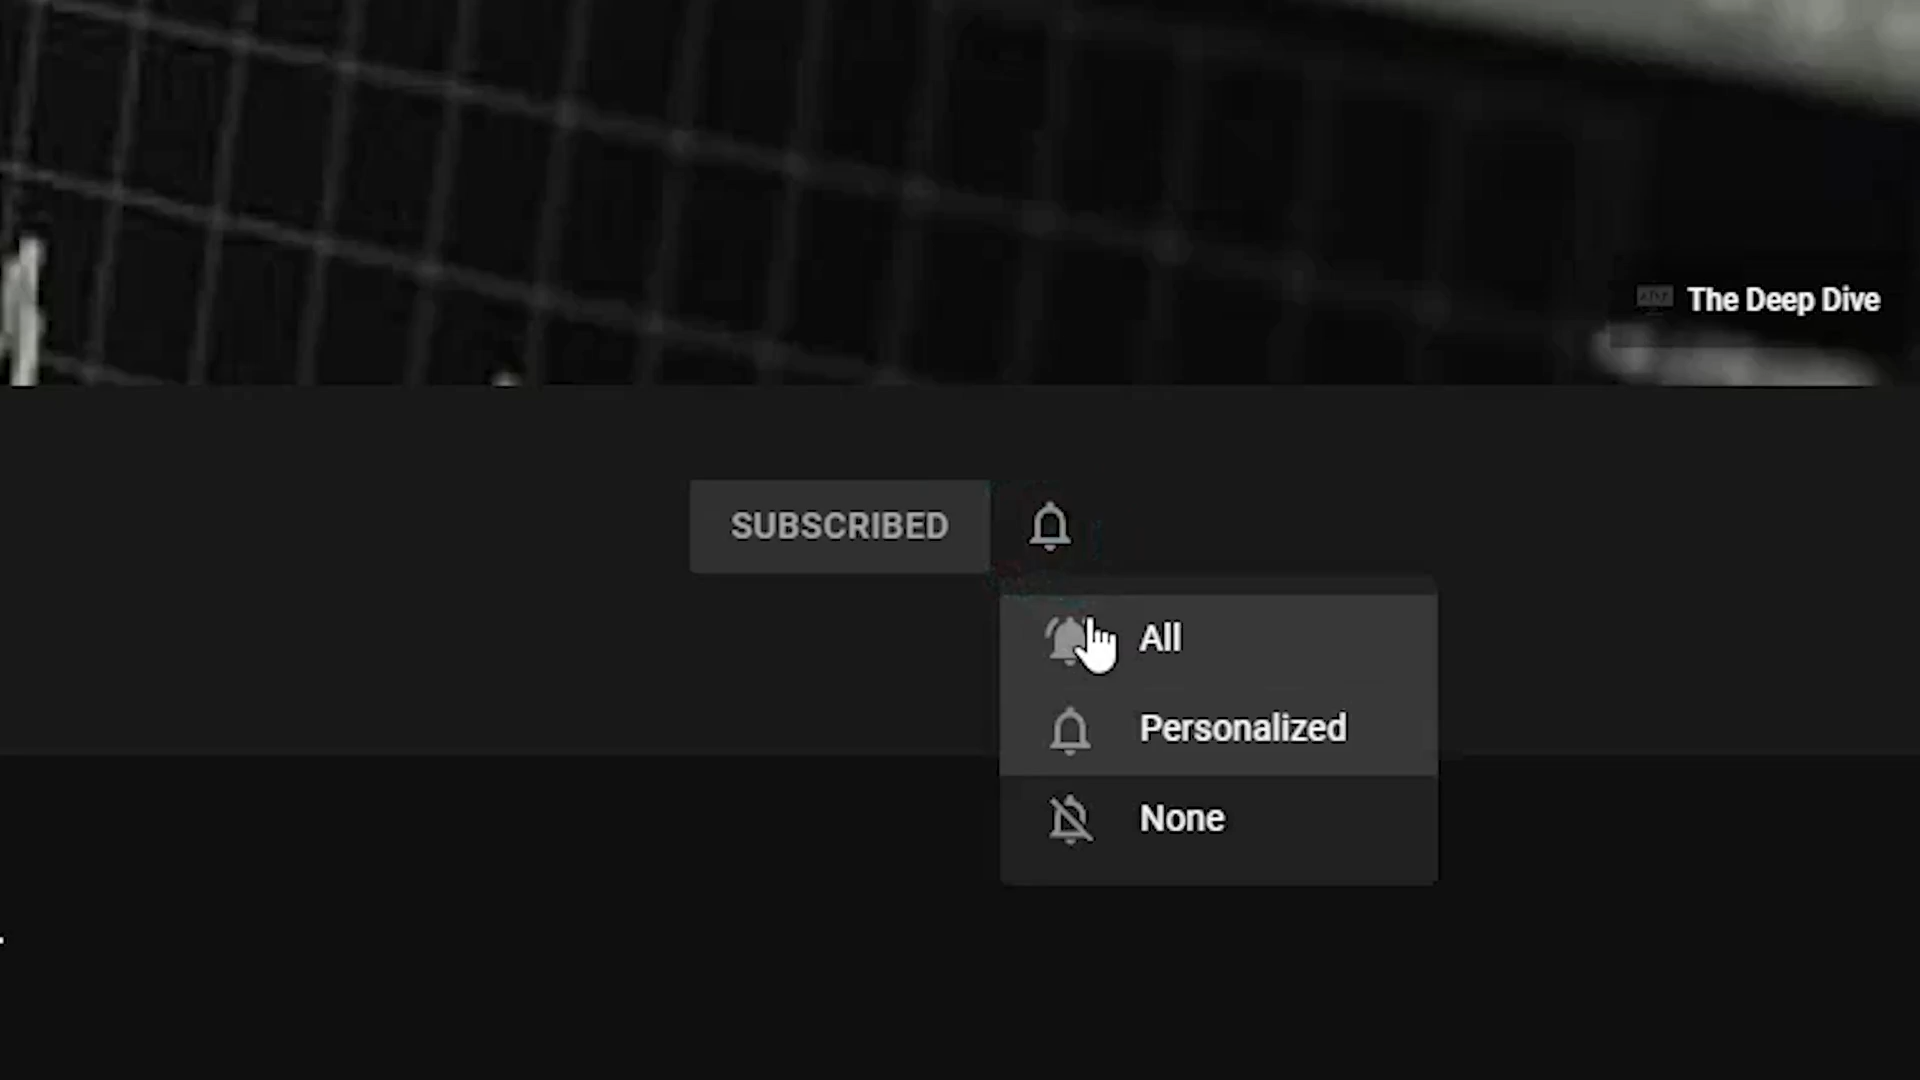 The Deep Dive
SUBSCRIBED
All
Personalized
None